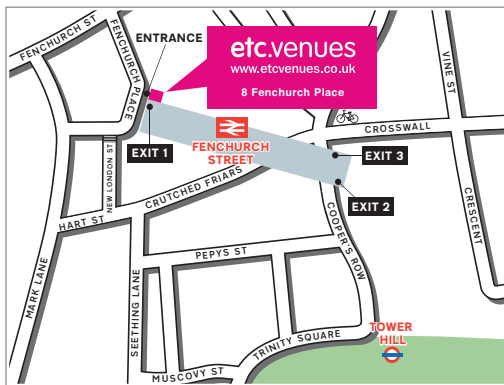 FENCHURCH ST
FENCHURCH PLACE
ENTRANCE
etc.venues
www.etcvenues.co.uk
8 Fenchurch Place
VINE ST
CROSSWALL
EXIT 1
FENCHURCH
STREET
EXIT 3
NEW LONDON ST
CRUTCHED FRIARS
EXIT 2
HART ST
CRESCENT
COOPER'S ROW
PEPYS ST
MARK LANE
SEETHING LANE
TOWER
HILL
TRINITY SQUARE
MUSCOVY ST